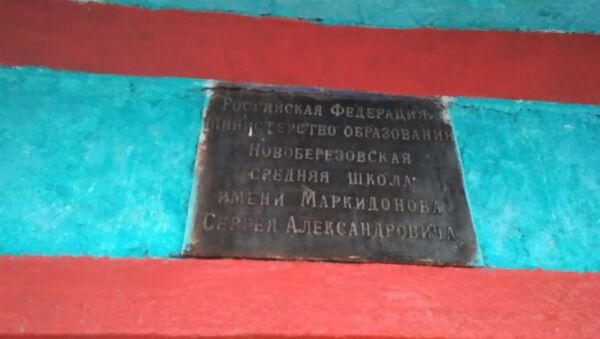 Российская Федерация
Министерство образования
Новоберезовская
средняя школа
имени Маркидонова
Сергея Александровича